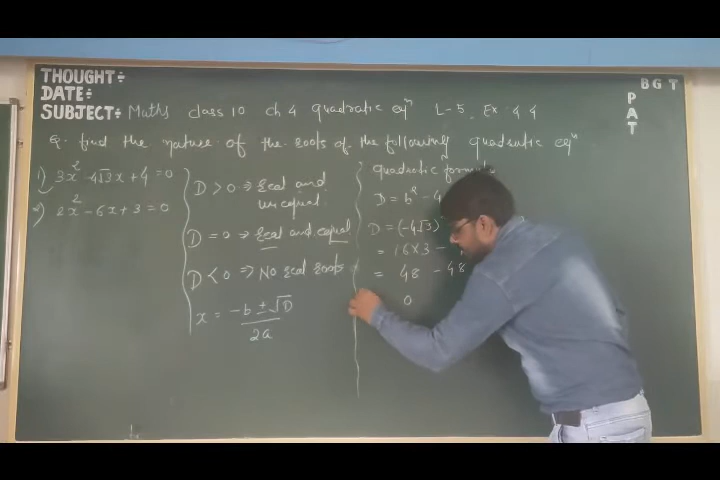 THOUGHT:-
DATE:-
SUBJECT:- Maths class 10 ch 4 quadratic eqⁿ L-5, Ex. 4.4
BGT
PAT
Q. find the nature of the roots of the following quadratic eqⁿ
1) 3x² - 4√3x + 4 = 0
2) 2x² - 6x + 3 = 0
D > 0 ⇒ Real and unequal
D = 0 ⇒ Real and equal
D < 0 ⇒ No real roots
x = -b ± √D / 2a
quadratic
D = b² - 4
D = (-4√3)
= 16×3 -
= 48 - 48
0